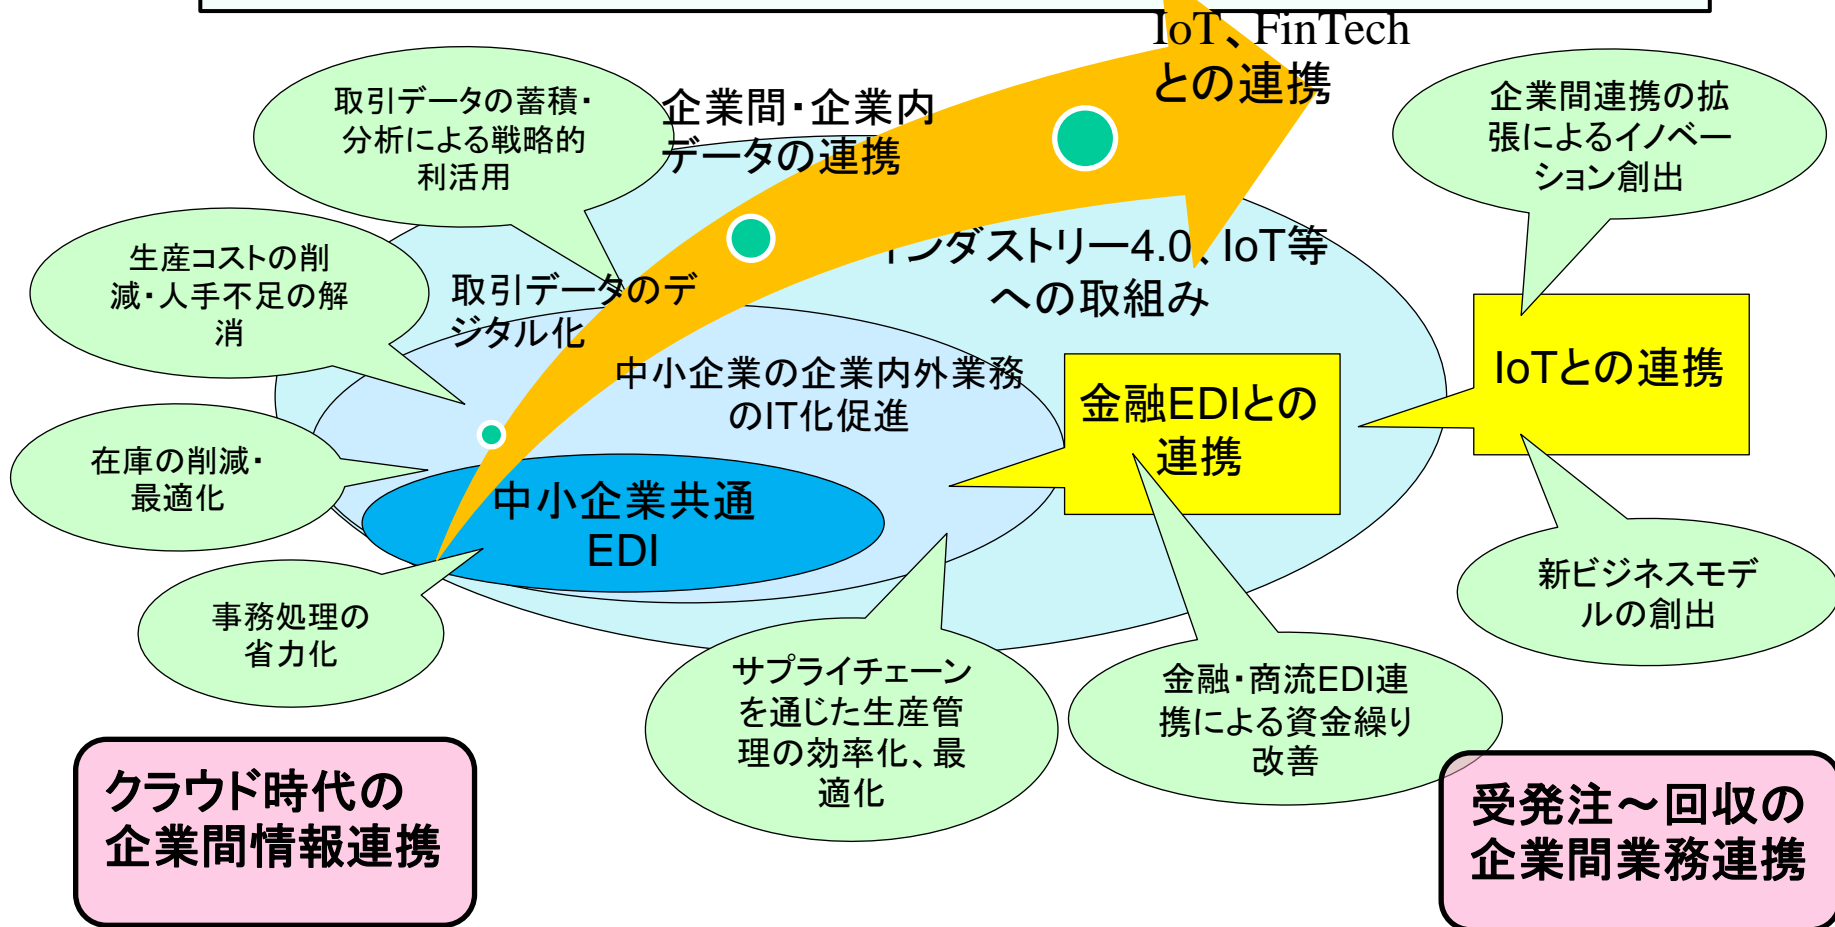 IoT、FinTech
との連携
取引データの蓄積・
分析による戦略的
利活用
企業間・企業内
データの連携
企業間連携の拡
張によるイノベー
ション創出
生産コストの削
減・人手不足の解
消
取引データのデ
ジタル化
インダストリー4.0、IoT等
への取組み
中小企業の企業内外業務
のIT化促進
金融EDIとの
連携
IoTとの連携
在庫の削減・
最適化
中小企業共通
EDI
事務処理の
省力化
サプライチェーン
を通じた生産管
理の効率化、最
適化
金融・商流EDI連
携による資金繰り
改善
新ビジネスモデ
ルの創出
クラウド時代の
企業間情報連携
受発注～回収の
企業間業務連携